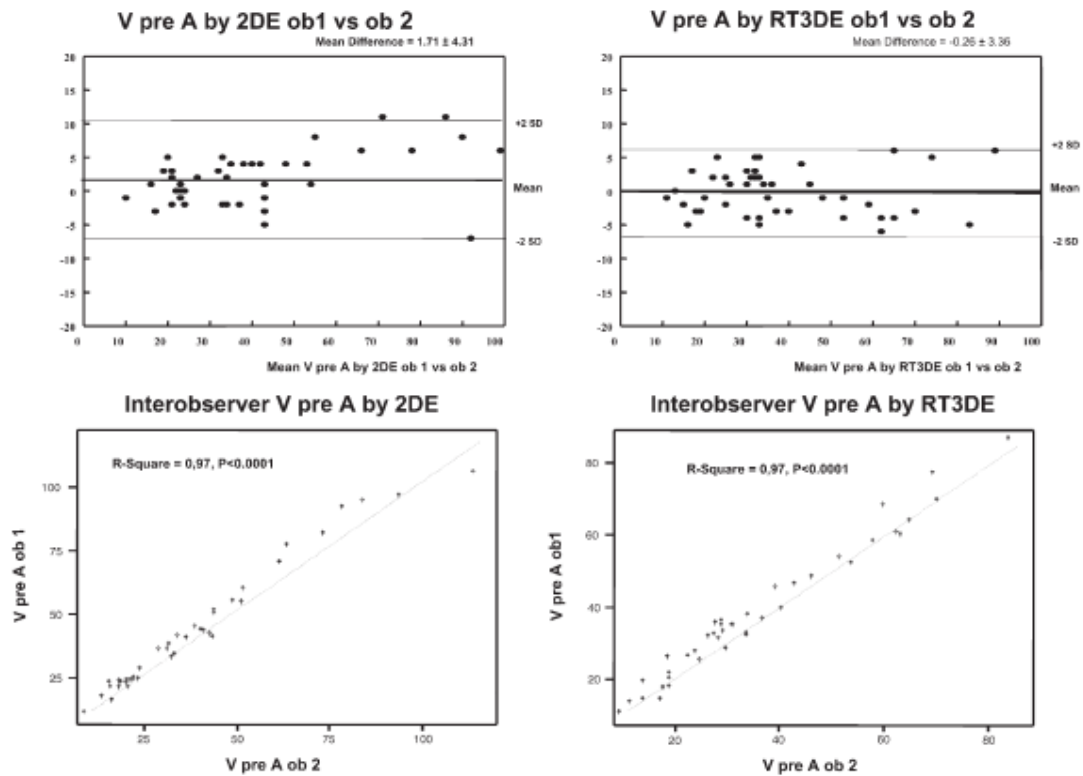 V pre A by 2DE ob1 vs ob 2
Mean Difference = 1.71 ± 4.31
20
15
10
5
0
-5
-10
-15
-20
+2 SD
Mean
-2 SD
0 10 20 30 40 50 60 70 80 90 100
Mean V pre A by 2DE ob 1 vs ob 2
V pre A by RT3DE ob1 vs ob 2
Mean Difference = -0.26 ± 3.36
20
15
10
5
0
-5
-10
-15
-20
+2 SD
Mean
-2 SD
0 10 20 30 40 50 60 70 80 90 100
Mean V pre A by RT3DE ob 1 vs ob 2
Interobserver V pre A by 2DE
R-Square = 0,97, P<0.0001
V pre A ob 1
100
75
50
25
25 50 75 100
V pre A ob 2
Interobserver V pre A by RT3DE
R-Square = 0,97, P<0.0001
V pre A ob1
80
60
40
20
20 40 60 80
V pre A ob 2